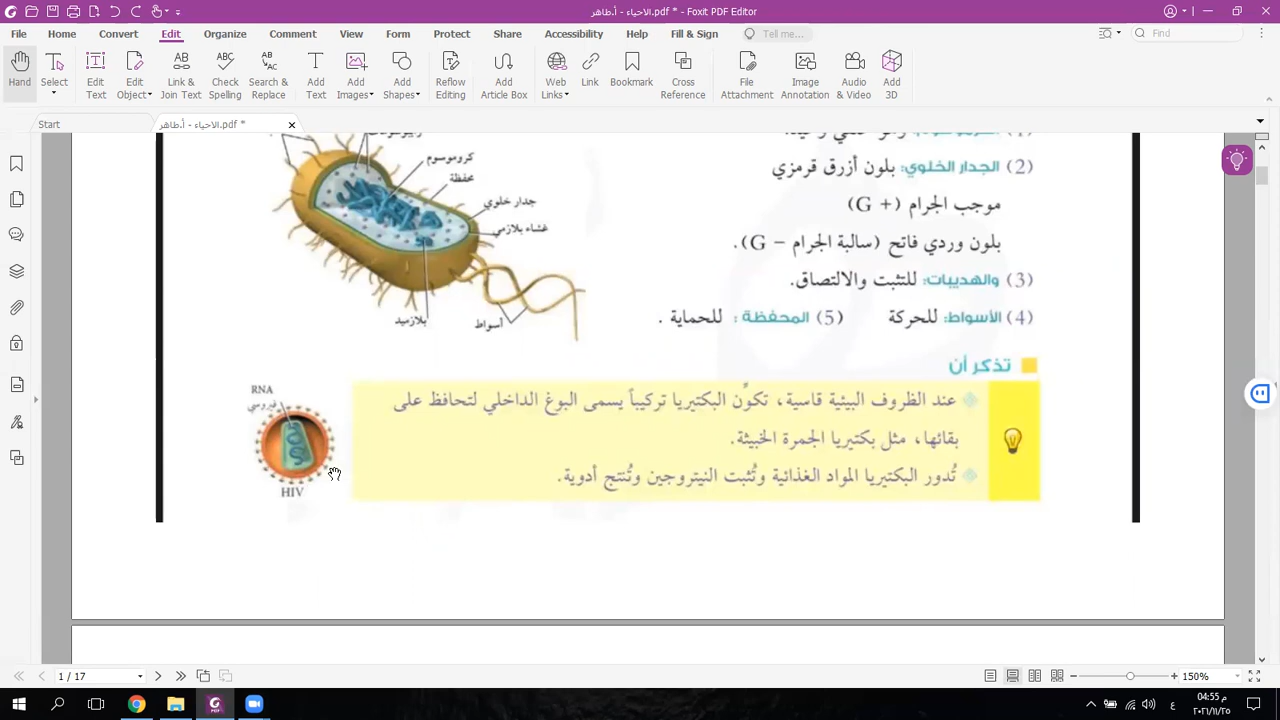 الاحياء - أ.طاهر.pdf * - Foxit PDF Editor
File Home Convert Edit Organize Comment View Form Protect Share Accessibility Help Fill & Sign Tell me... Find
Hand Select Edit Text Edit Object Link & Join Text Check Spelling Search & Replace Add Text Add Images Add Shapes Reflow Editing Add Article Box Web Links Link Bookmark Cross Reference File Attachment Image Annotation Audio & Video Add 3D
Start
الاحياء - أ.طاهر.pdf *
كروموسوم
محفظة
جدار خلوي
غشاء بلازمي
بلازميد
أسواط
(2) الجدار الخلوي: بلون أزرق قرمزي
موجب الجرام (+ G)
بلون وردي فاتح (سالبة الجرام − G).
(3) والهديبات: للتثبت والالتصاق.
(4) الأسواط: للحركة (5) المحفظة : للحماية .
تذكر أن
عند الظروف البيئية قاسية، تكوِّن البكتيريا تركيباً يسمى البوغ الداخلي لتحافظ على
بقائها، مثل بكتيريا الجمرة الخبيثة.
تُدور البكتيريا المواد الغذائية وتُثبت النيتروجين وتُنتج أدوية.
RNA
فيروسي
HIV
1 / 17
150%
04:55 م
ع
٢٠٢١/١١/٢٥